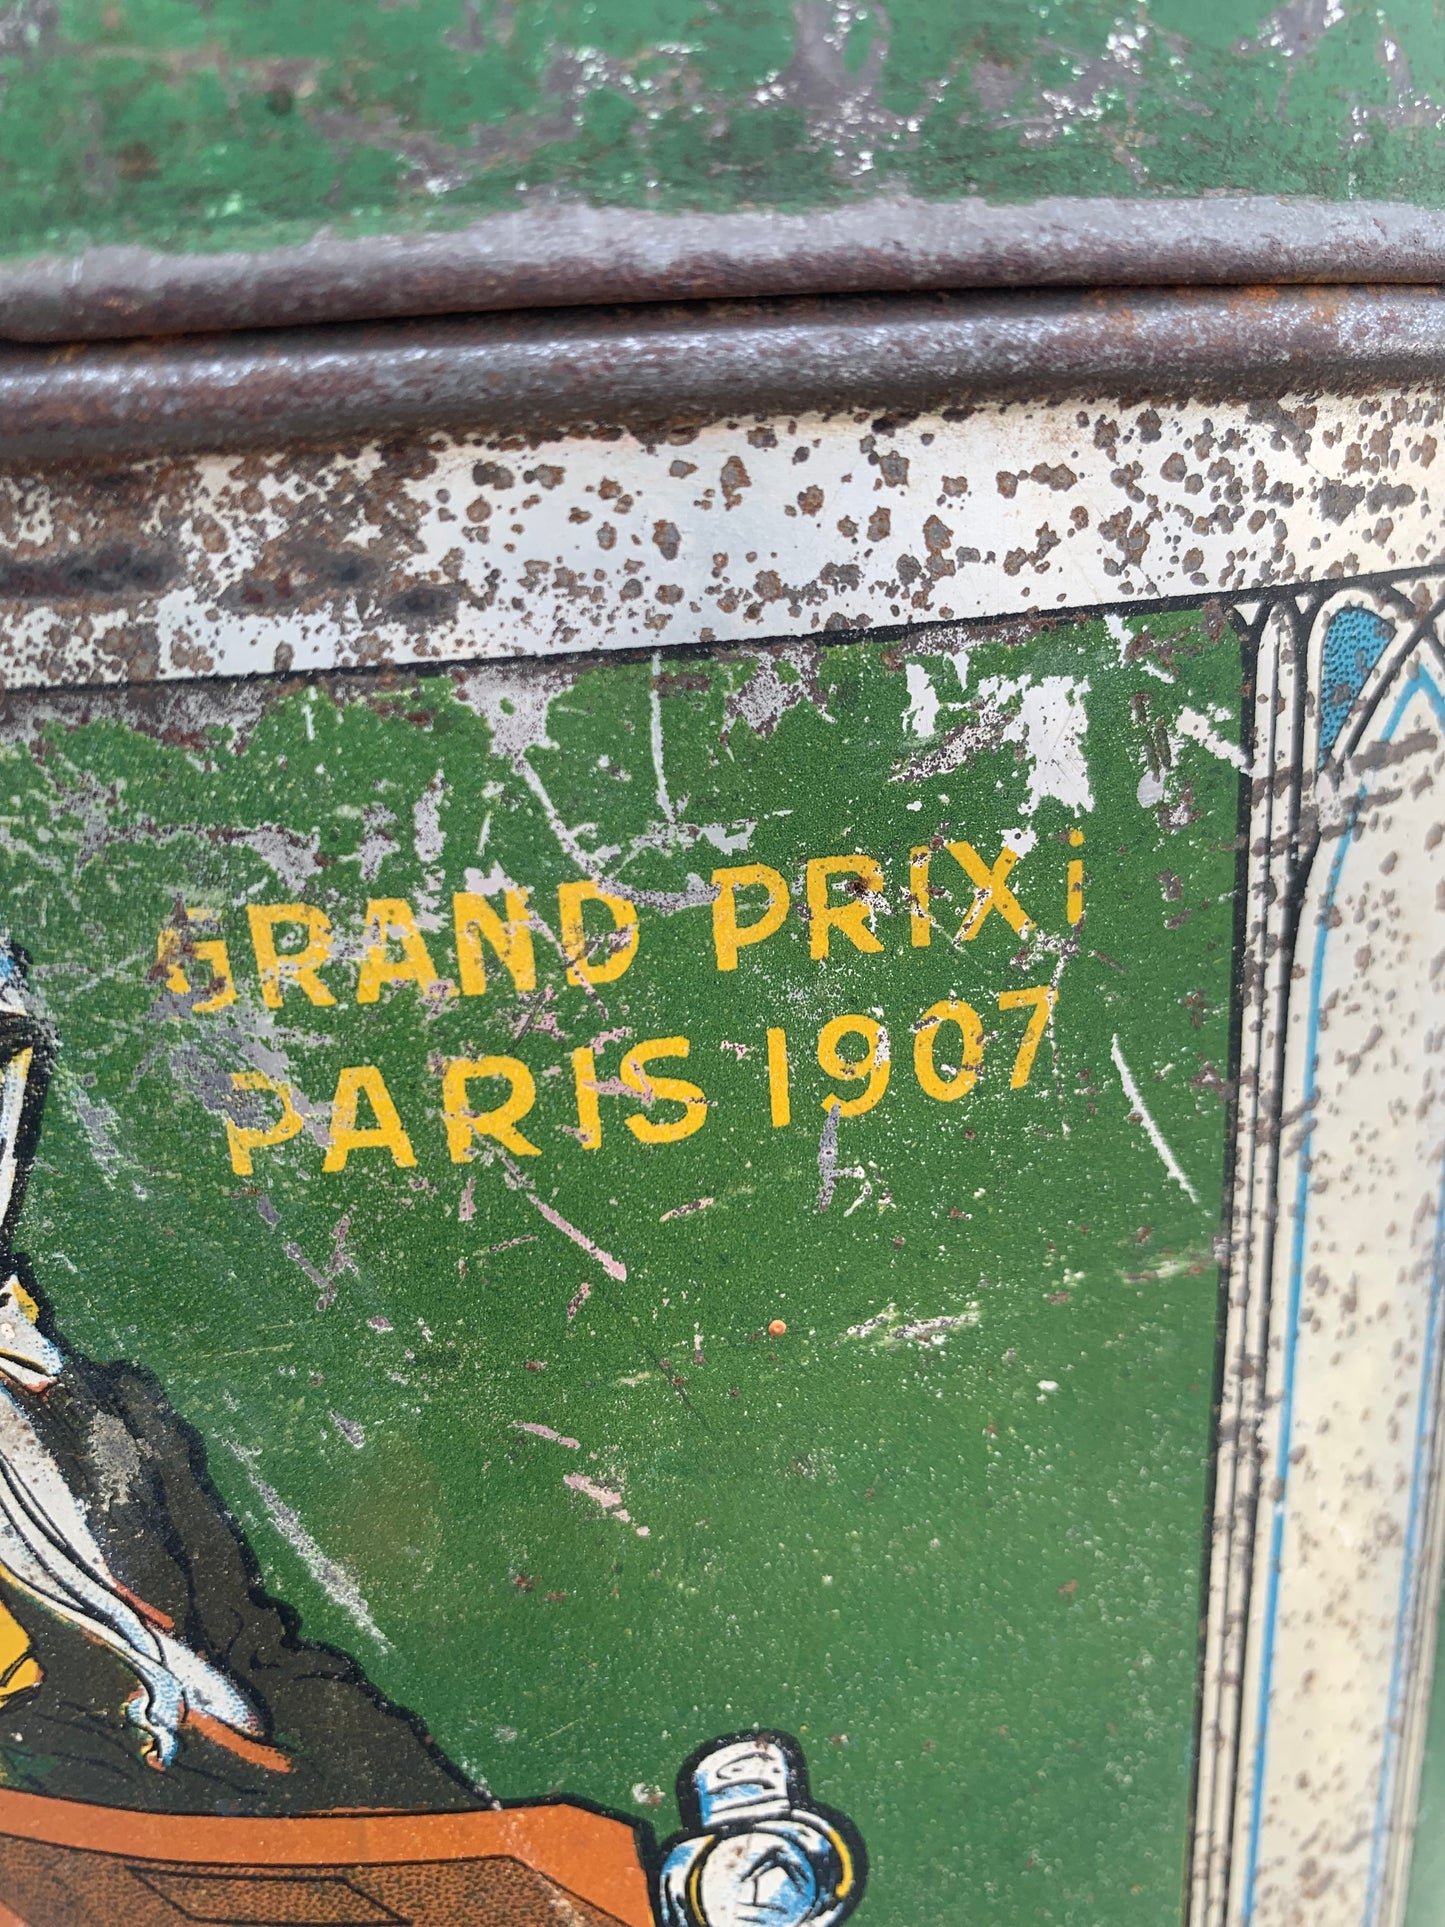 GRAND PRIX i
PARIS 1907